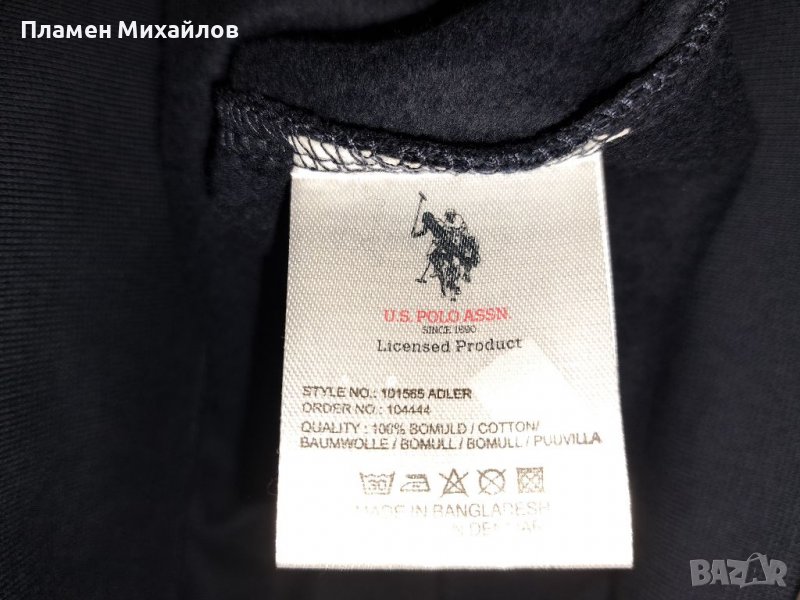 Пламен Михайлов
U.S. POLO ASSN.
SINCE 1890
Licensed Product
STYLE NO.: 101565 ADLER
ORDER NO.: 104444
QUALITY : 100% BOMULD / COTTON/
BAUMWOLLE / BOMULL / BOMULL / PUUVILLA
30
MADE IN BANGLADESH
BAZAR